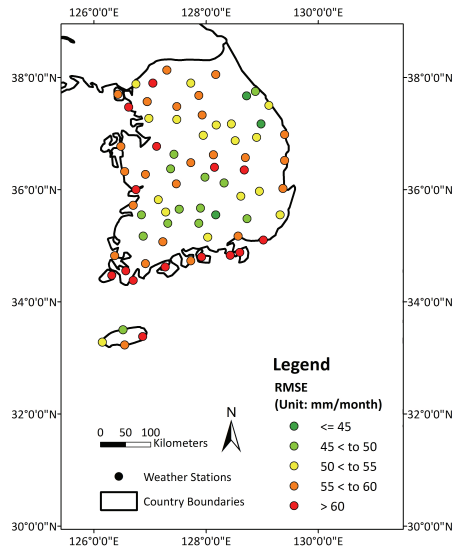 126°0'0"E 128°0'0"E 130°0'0"E
38°0'0"N 38°0'0"N
36°0'0"N 36°0'0"N
34°0'0"N 34°0'0"N
32°0'0"N 32°0'0"N
30°0'0"N 30°0'0"N
Legend
RMSE
(Unit: mm/month)
<= 45
45 < to 50
50 < to 55
55 < to 60
> 60
N
0 50 100
Kilometers
Weather Stations
Country Boundaries
126°0'0"E 128°0'0"E 130°0'0"E